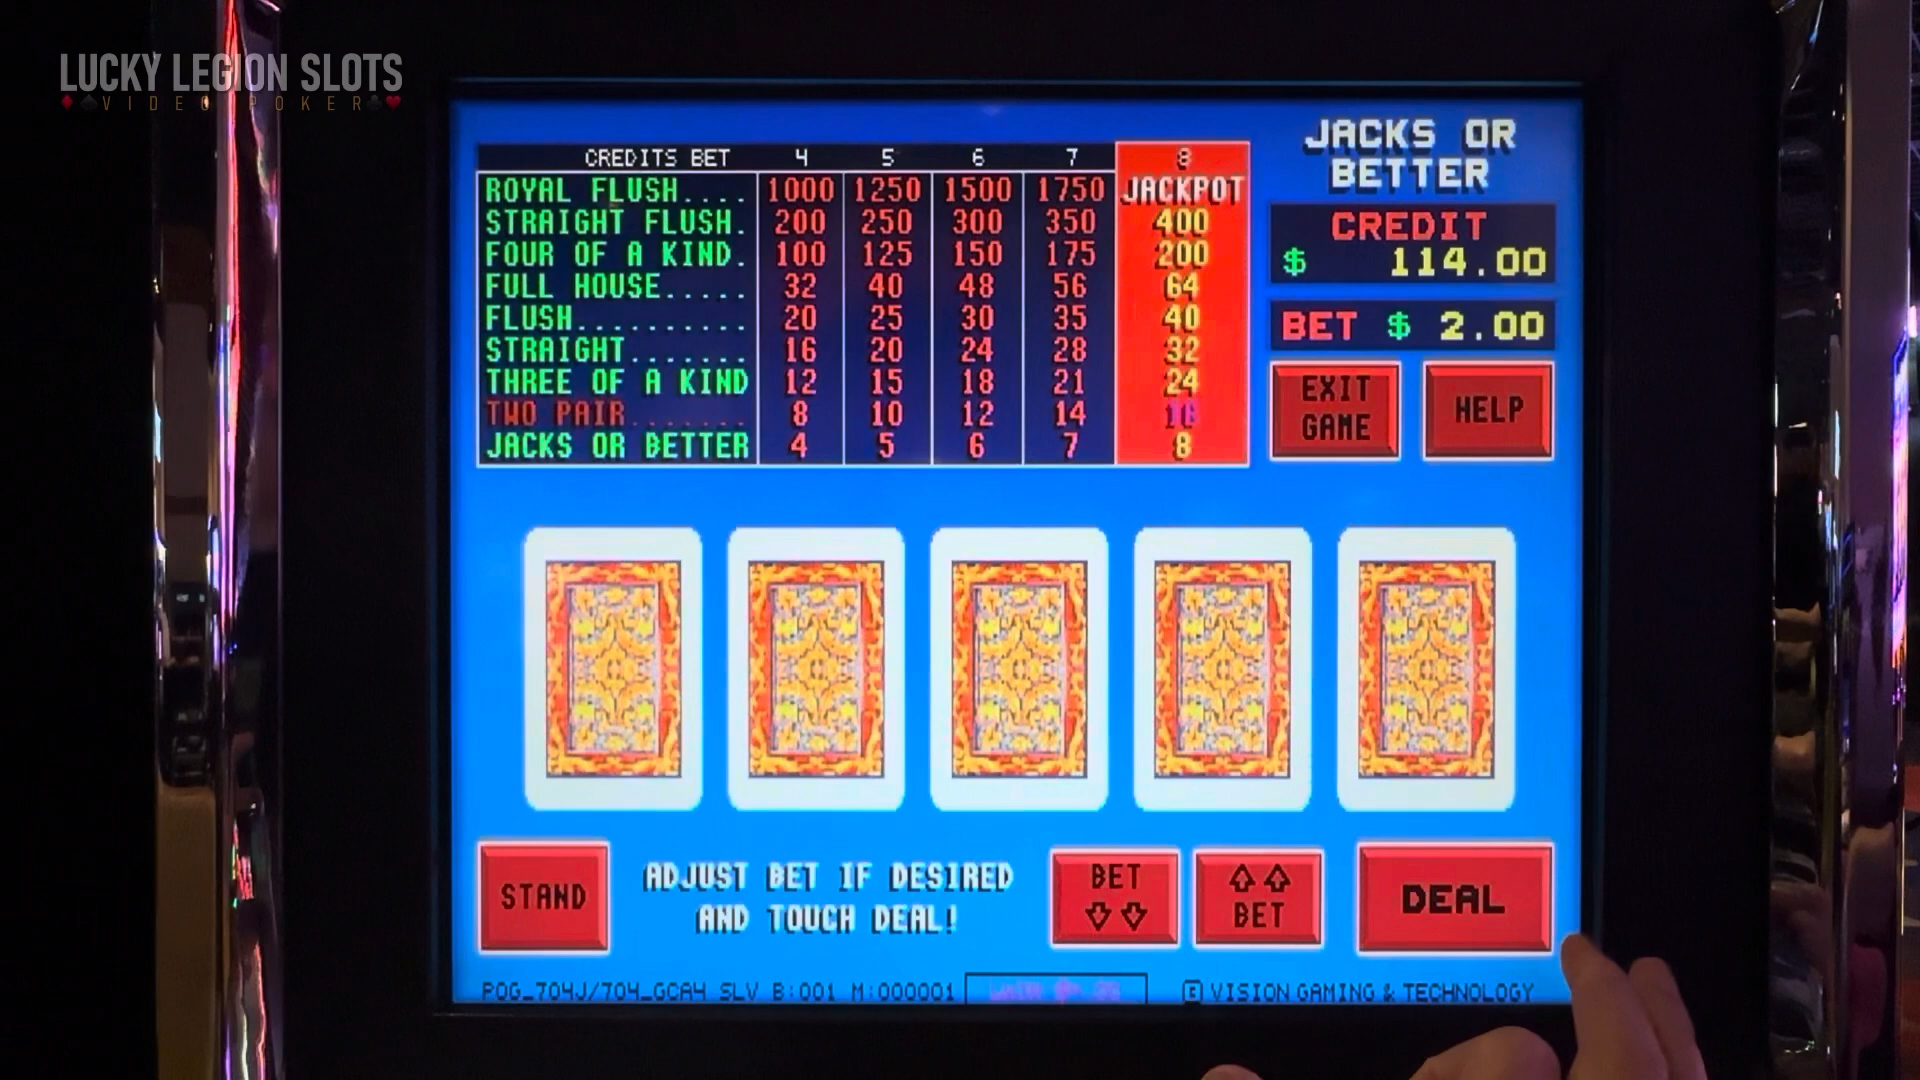 LUCKY LEGION SLOTS
VIDEO POKER
JACKS OR
BETTER
CREDITS BET 4 5 6 7 8
ROYAL FLUSH.... 1000 1250 1500 1750 JACKPOT
STRAIGHT FLUSH. 200 250 300 350 400
FOUR OF A KIND. 100 125 150 175 200
FULL HOUSE..... 32 40 48 56 64
FLUSH.......... 20 25 30 35 40
STRAIGHT....... 16 20 24 28 32
THREE OF A KIND 12 15 18 21 24
TWO PAIR....... 8 10 12 14 16
JACKS OR BETTER 4 5 6 7 8
CREDIT
$ 114.00
BET $ 2.00
EXIT
GAME
HELP
STAND
ADJUST BET IF DESIRED
AND TOUCH DEAL!
BET
BET
DEAL
POG_704J/704_GCA4 SLV B:001 M:000001
VISION GAMING & TECHNOLOGY